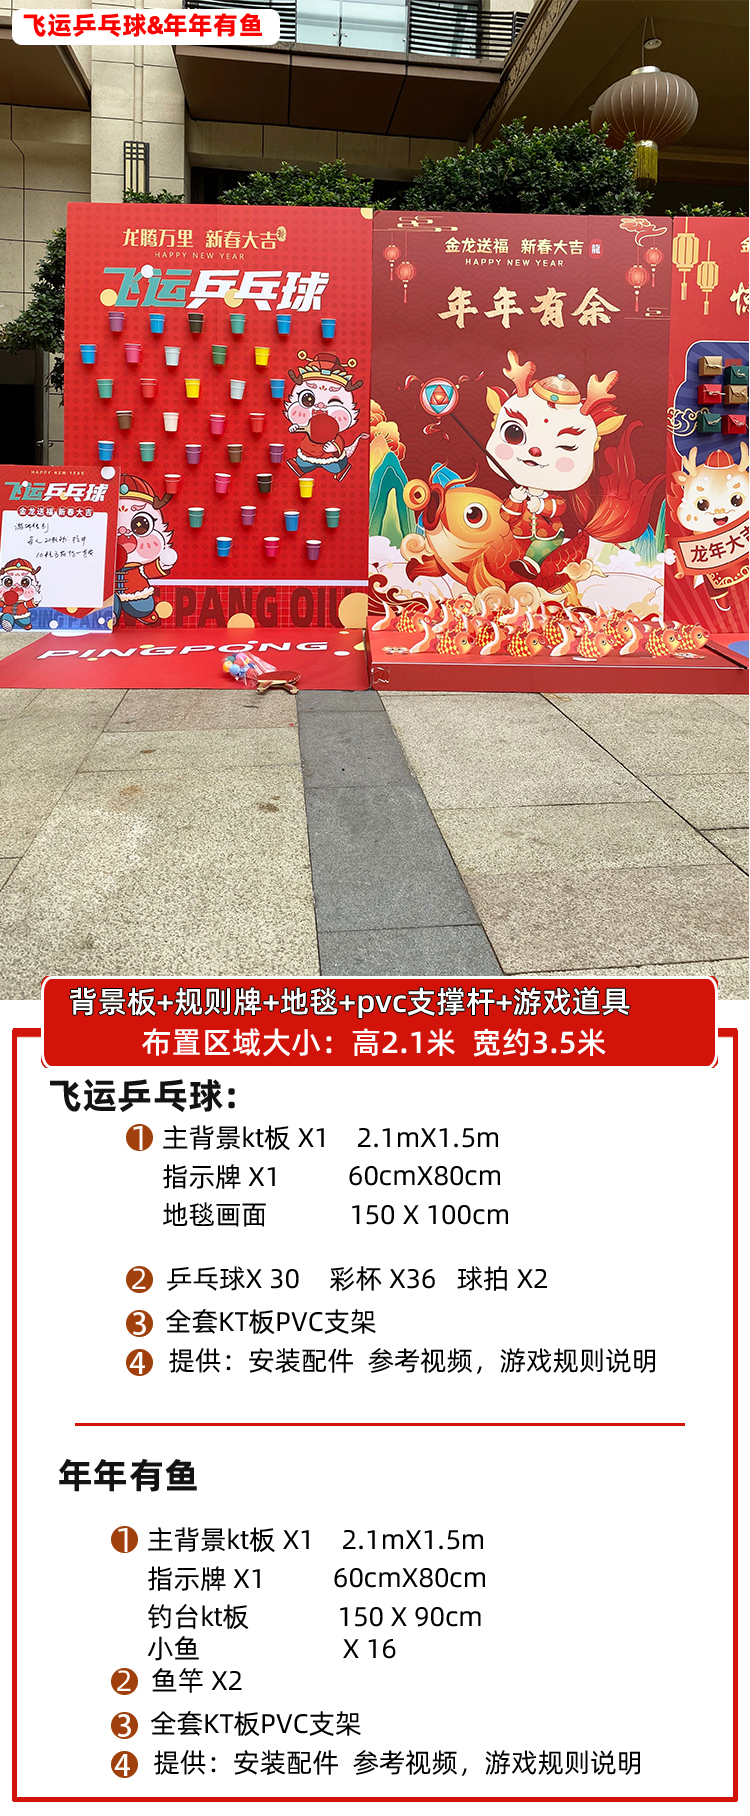 飞运乒乓球&年年有鱼
龙腾万里 新春大吉
HAPPY NEW YEAR
飞运乒乓球
金龙送福 新春大吉
HAPPY NEW YEAR
年年有余
惊
HAPPY NEW YEAR
飞运乒乓球
金龙送福 新春大吉
龙年大吉
PANG QIU
PINGPONG
背景板+规则牌+地毯+pvc支撑杆+游戏道具
布置区域大小：高2.1米 宽约3.5米
飞运乒乓球：
1 主背景kt板 X1 2.1mX1.5m
指示牌 X1 60cmX80cm
地毯画面 150 X 100cm
2 乒乓球X 30 彩杯 X36 球拍 X2
3 全套KT板PVC支架
4 提供：安装配件 参考视频，游戏规则说明
年年有鱼
1 主背景kt板 X1 2.1mX1.5m
指示牌 X1 60cmX80cm
钓台kt板 150 X 90cm
小鱼 X 16
2 鱼竿 X2
3 全套KT板PVC支架
4 提供：安装配件 参考视频，游戏规则说明